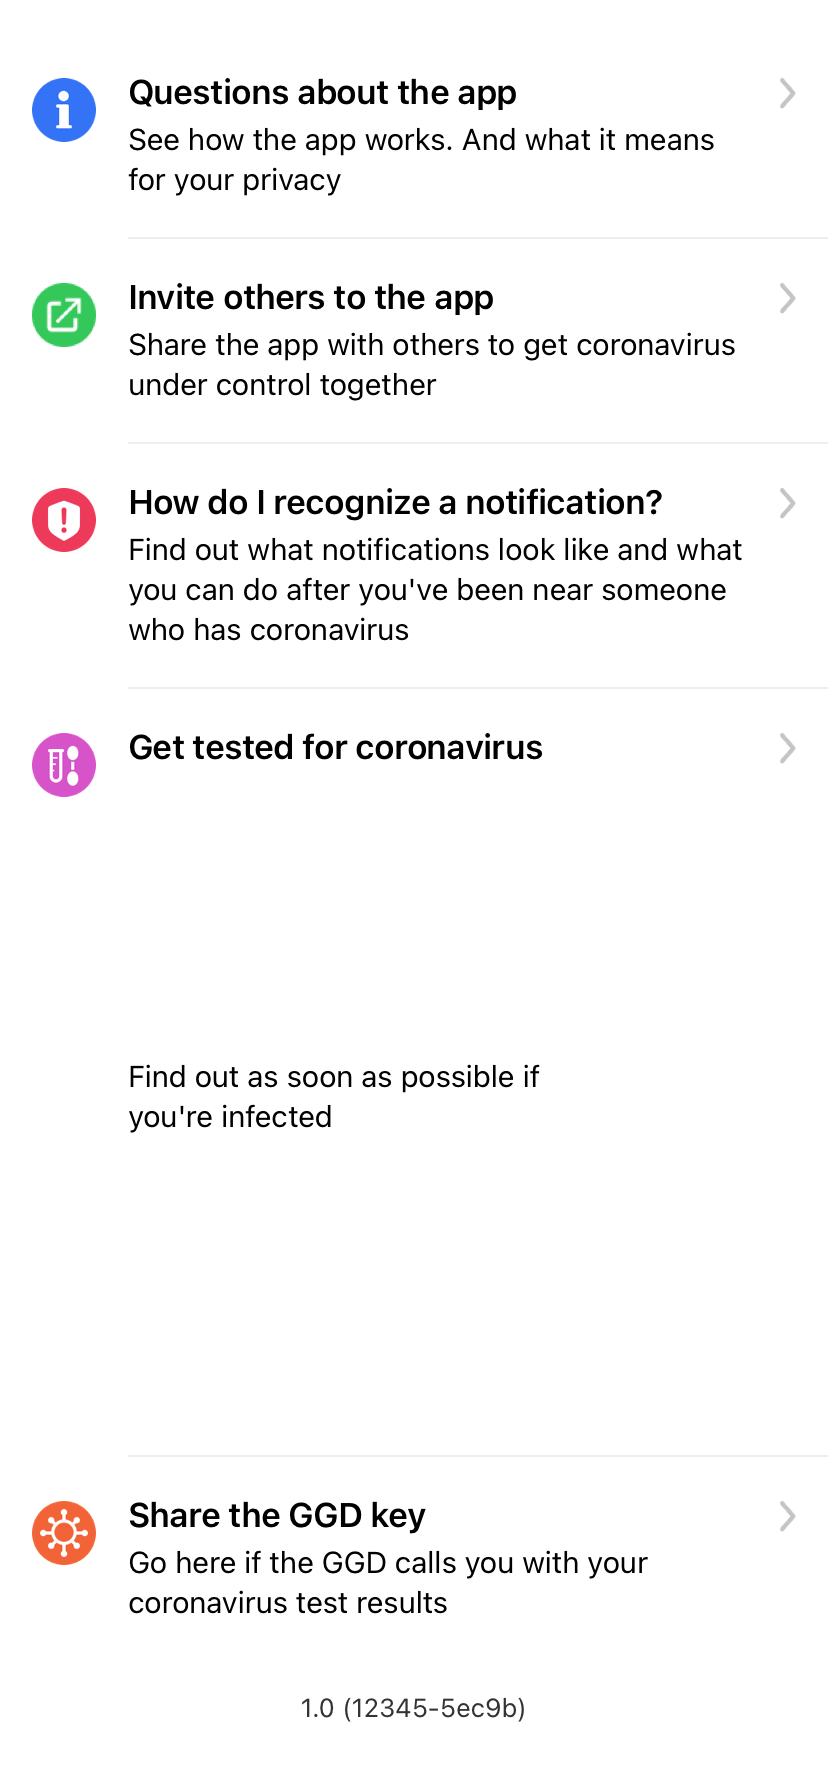 Questions about the app
See how the app works. And what it means
for your privacy
Invite others to the app
Share the app with others to get coronavirus
under control together
How do I recognize a notification?
Find out what notifications look like and what
you can do after you've been near someone
who has coronavirus
Get tested for coronavirus
Find out as soon as possible if
you're infected
Share the GGD key
Go here if the GGD calls you with your
coronavirus test results
1.0 (12345-5ec9b)